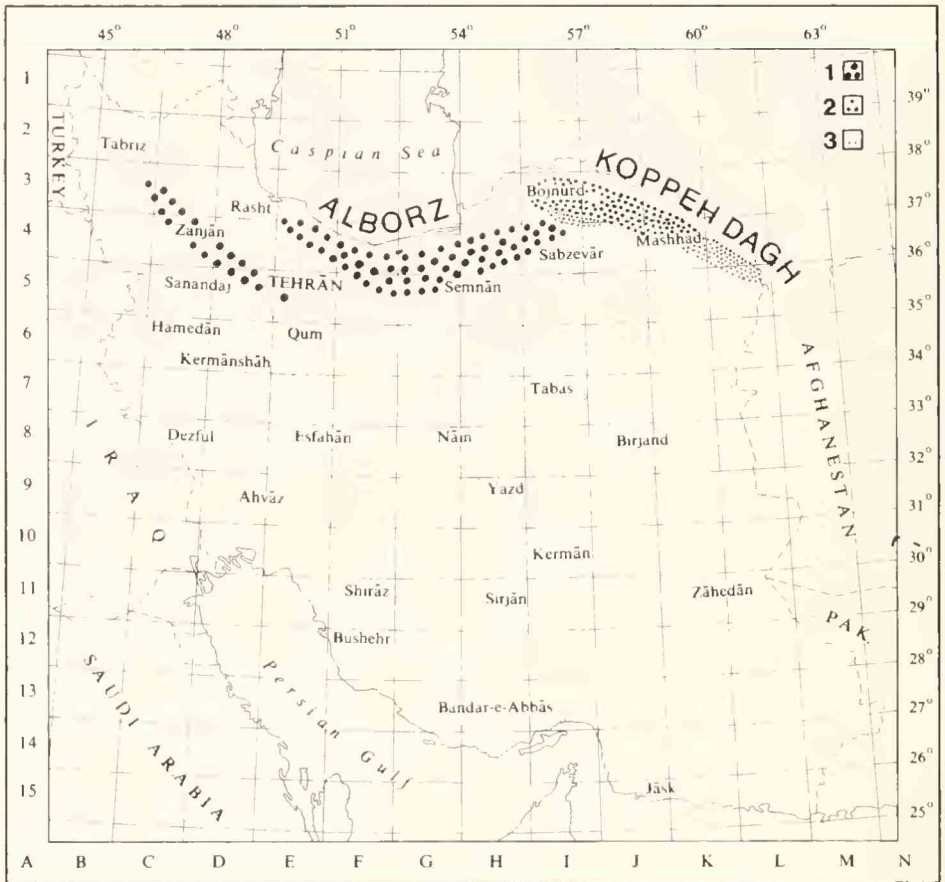 45° 48° 51° 54° 57° 60° 63°
1
2
3
4
5
6
7
8
9
10
11
12
13
14
15
39"
38°
37°
36°
35°
34°
33°
32°
31°
30°
29°
28°
27°
26°
25°
A B C D E F G H I J K L M N
1
2
3
TURKEY
Tabriz
Caspian Sea
KOPPEH DAGH
Bojnurd
Rasht
ALBORZ
Zanjān
Mashhad
Sabzevār
Sanandaj
TEHRĀN
Semnān
Hamedān
Qum
Kermānshāh
AFGHANESTAN
Tabas
IRAQ
Dezful
Esfahān
Nāin
Birjand
Ahvāz
Yazd
Kermān
Shirāz
Sirjān
Zāhedān
Bushehr
PAK.
SAUDI ARABIA
Persian Gulf
Bandar-e-Abbās
Jāsk